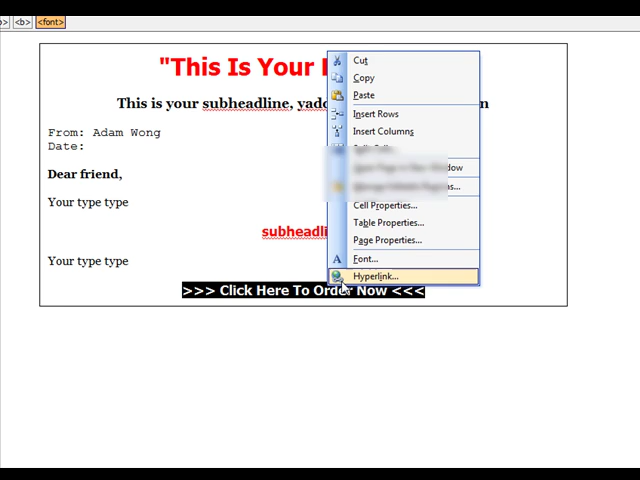 <b> <font>
"This Is Your
This is your subheadline,
From: Adam Wong
Date:
Dear friend,
Your type type
Your type type
>>> Click Here To Order Now <<<
Cut
Copy
Paste
Insert Rows
Insert Columns
Cell Properties...
Table Properties...
Page Properties...
Font...
Hyperlink...